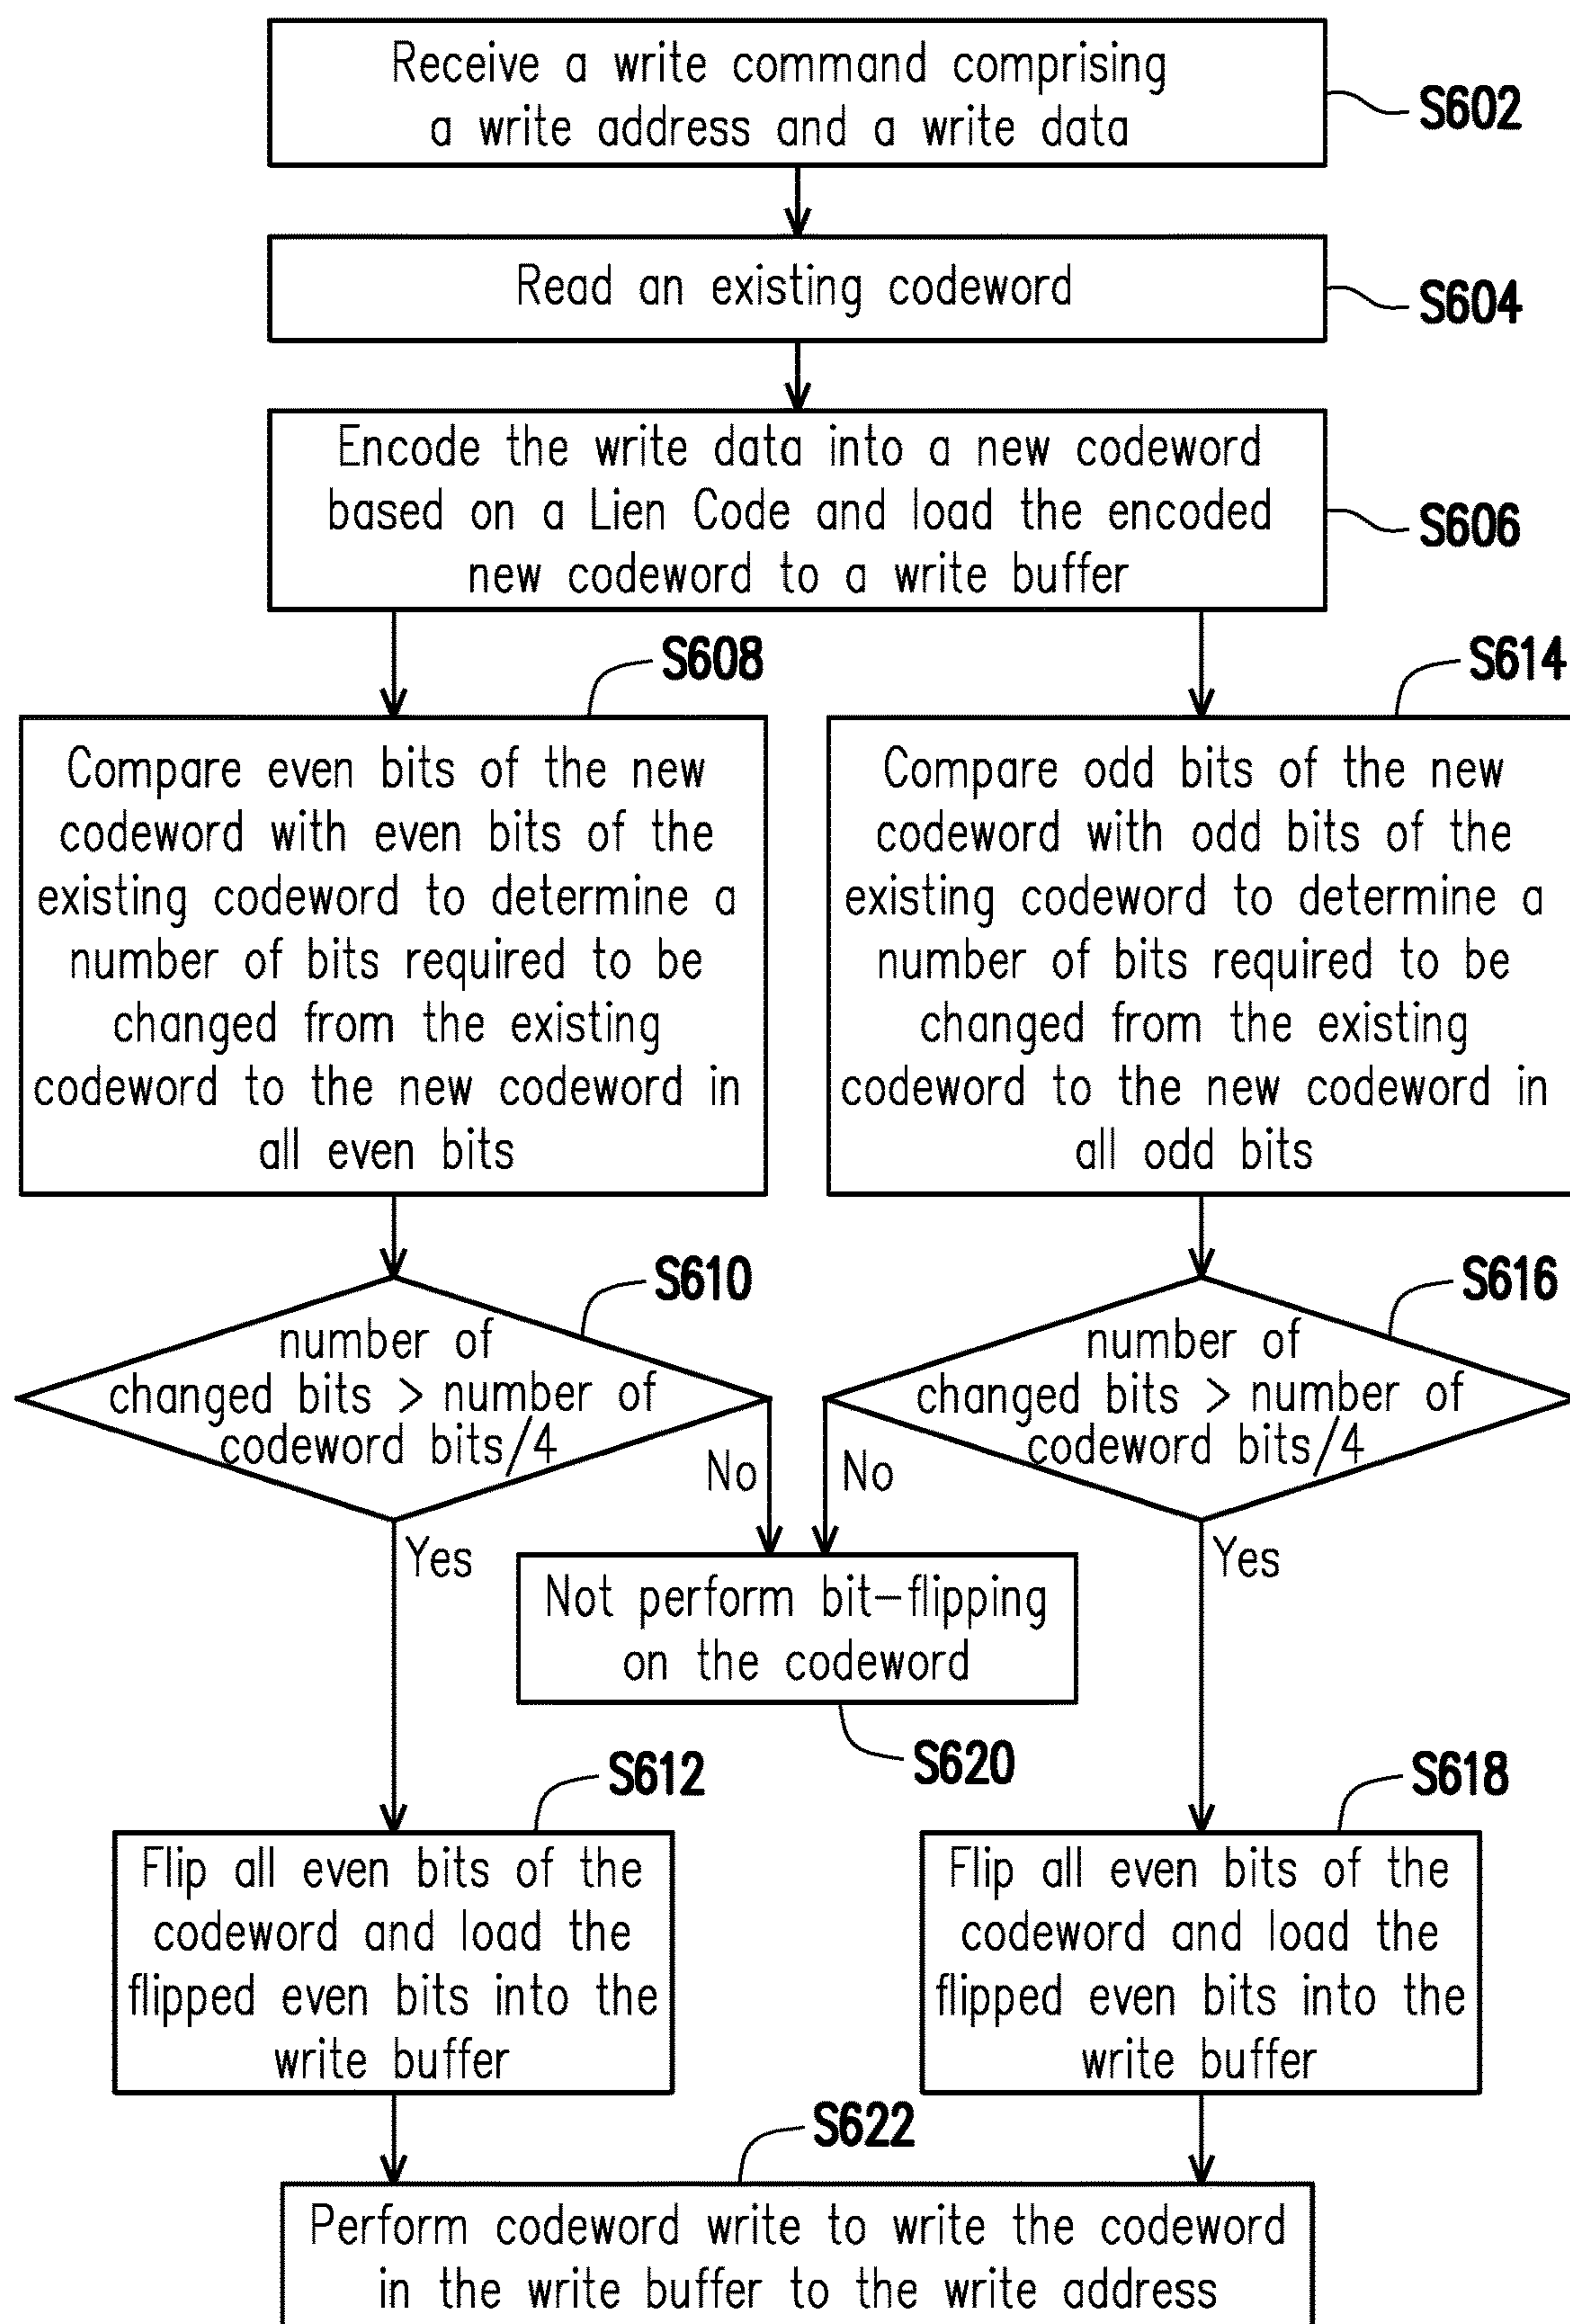 Receive a write command comprising
a write address and a write data
S602
Read an existing codeword
S604
Encode the write data into a new codeword
based on a Lien Code and load the encoded
new codeword to a write buffer
S606
S608
Compare even bits of the new
codeword with even bits of the
existing codeword to determine a
number of bits required to be
changed from the existing
codeword to the new codeword in
all even bits
S614
Compare odd bits of the new
codeword with odd bits of the
existing codeword to determine a
number of bits required to be
changed from the existing
codeword to the new codeword in
all odd bits
S610
number of
changed bits > number of
codeword bits/4
S616
number of
changed bits > number of
codeword bits/4
No
No
Yes
Yes
Not perform bit-flipping
on the codeword
S620
S612
Flip all even bits of the
codeword and load the
flipped even bits into the
write buffer
S618
Flip all even bits of the
codeword and load the
flipped even bits into the
write buffer
S622
Perform codeword write to write the codeword
in the write buffer to the write address